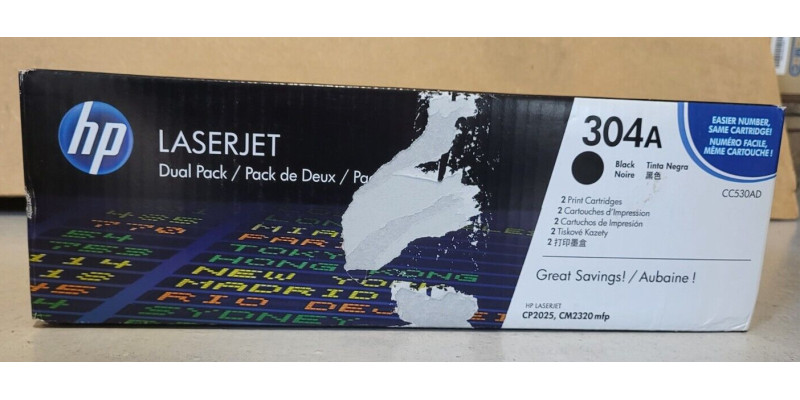 hp
LASERJET
Dual Pack / Pack de Deux /
304A
Black Tinta Negra
Noire 黑色
2 Print Cartridges
2 Cartouches d'Impression
2 Cartuchos de Impresión
2 Tiskové Kazety
2 打印墨盒
Great Savings! / Aubaine !
HP LASERJET
CP2025, CM2320 mfp
EASIER NUMBER,
SAME CARTRIDGE!
NUMÉRO FACILE,
MÊME CARTOUCHE !
CC530AD
TOKYO
HONG KONG
NEW
MADRID
RIO DE
SYDNEY